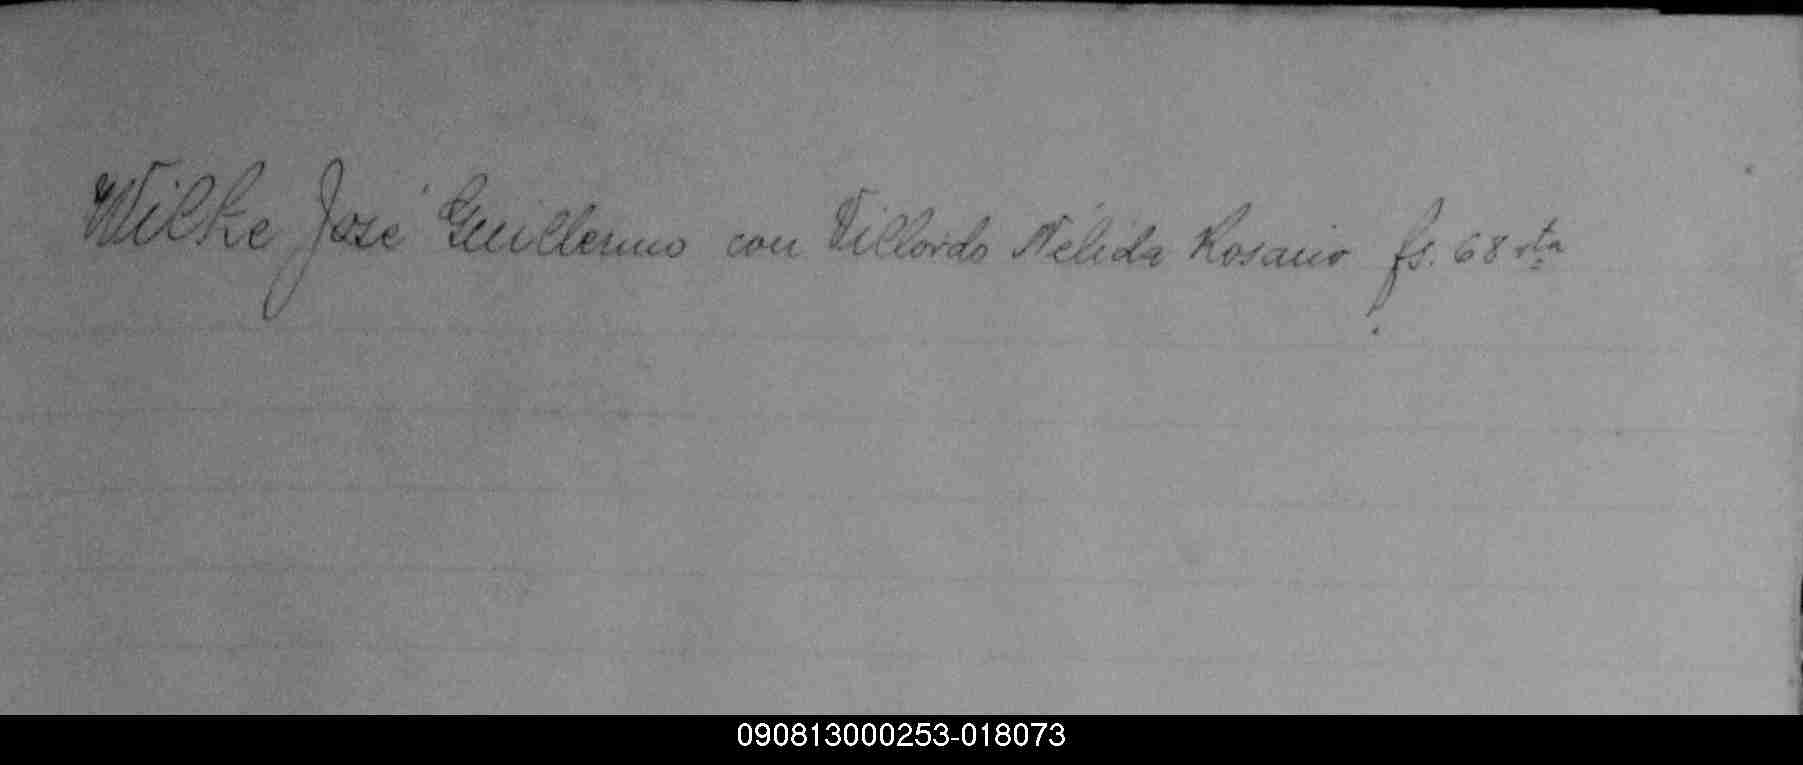 Wilke José Guillermo con Villordo Nélida Rosario fs. 68 vta
090813000253-018073